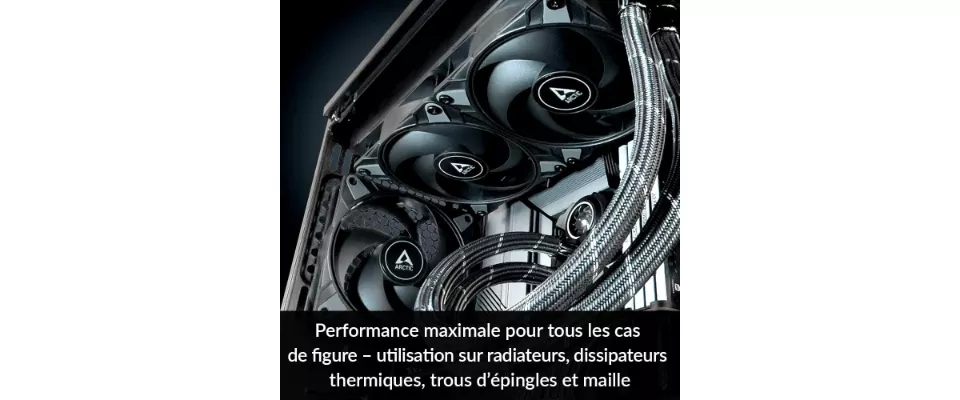 ARCTIC
ARCTIC
ARCTIC
Performance maximale pour tous les cas
de figure – utilisation sur radiateurs, dissipateurs
thermiques, trous d’épingles et maille